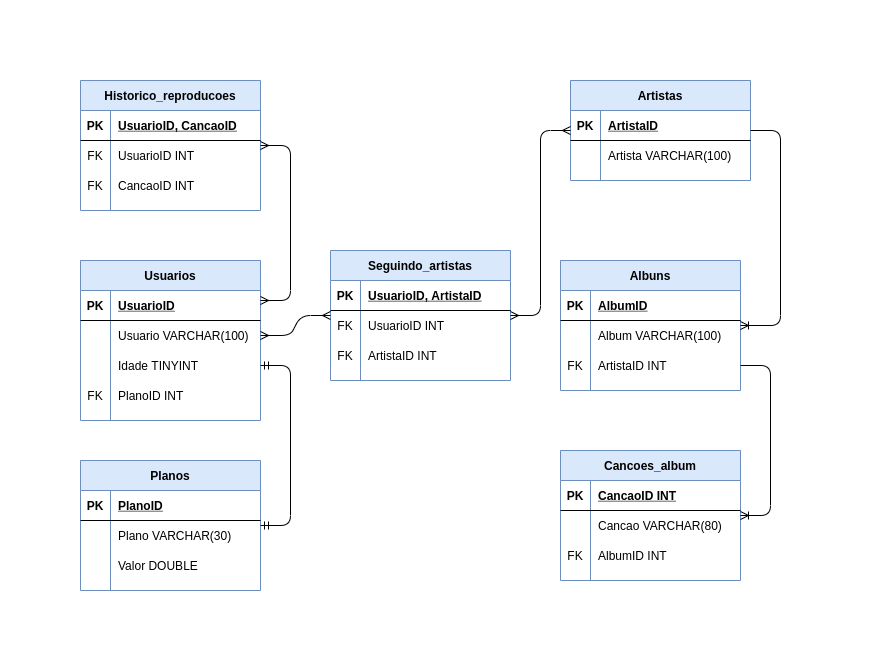 Historico_reproducoes
PK UsuarioID, CancaoID
FK UsuarioID INT
FK CancaoID INT
Usuarios
PK UsuarioID
Usuario VARCHAR(100)
Idade TINYINT
FK PlanoID INT
Planos
PK PlanoID
Plano VARCHAR(30)
Valor DOUBLE
Seguindo_artistas
PK UsuarioID, ArtistaID
FK UsuarioID INT
FK ArtistaID INT
Artistas
PK ArtistaID
Artista VARCHAR(100)
Albuns
PK AlbumID
Album VARCHAR(100)
FK ArtistaID INT
Cancoes_album
PK CancaoID INT
Cancao VARCHAR(80)
FK AlbumID INT